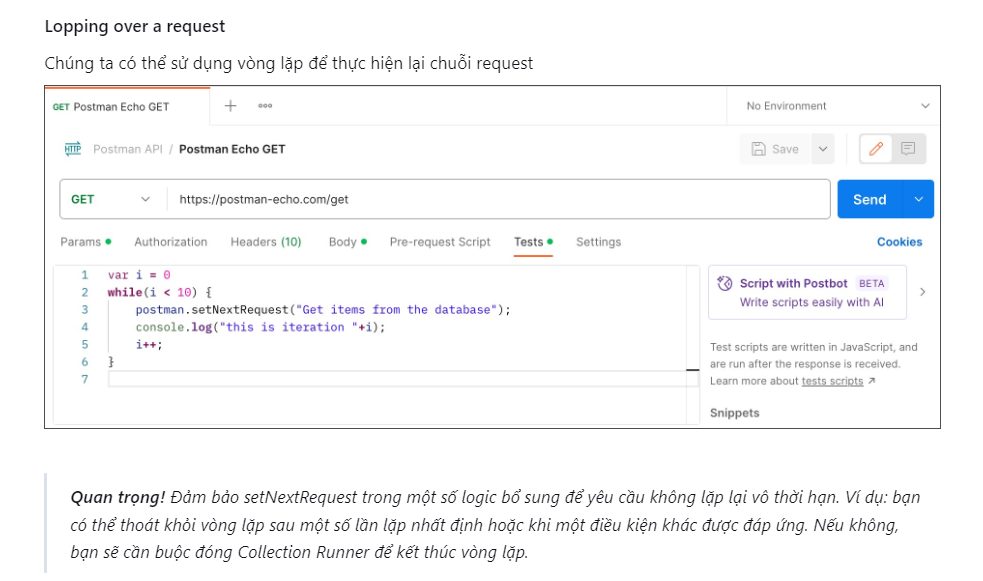 Lopping over a request
Chúng ta có thể sử dụng vòng lặp để thực hiện lại chuỗi request
GET Postman Echo GET
No Environment
HTTP Postman API / Postman Echo GET
Save
GET https://postman-echo.com/get
Send
Params Authorization Headers (10) Body Pre-request Script Tests Settings
Cookies
1 var i = 0
2 while(i < 10) {
3 postman.setNextRequest("Get items from the database");
4 console.log("this is iteration "+i);
5 i++;
6 }
7
Script with Postbot BETA
Write scripts easily with AI
Test scripts are written in JavaScript, and
are run after the response is received.
Learn more about tests scripts ↗
Snippets
Quan trọng! Đảm bảo setNextRequest trong một số logic bổ sung để yêu cầu không lặp lại vô thời hạn. Ví dụ: bạn
có thể thoát khỏi vòng lặp sau một số lần lặp nhất định hoặc khi một điều kiện khác được đáp ứng. Nếu không,
bạn sẽ cần buộc đóng Collection Runner để kết thúc vòng lặp.